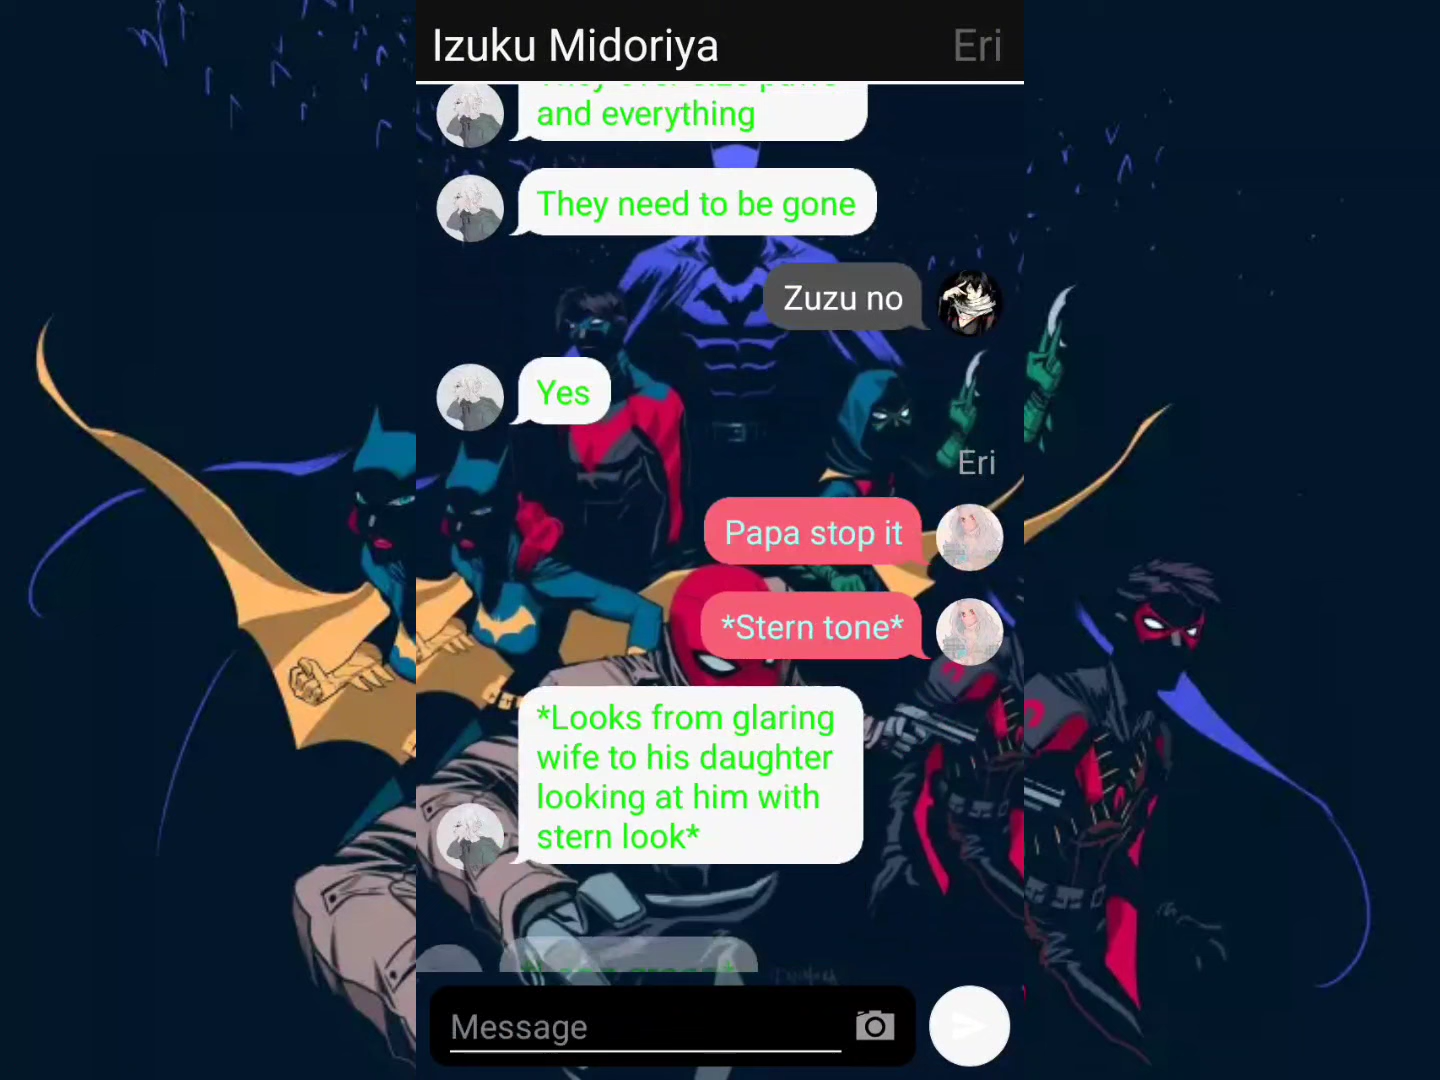 Izuku Midoriya
Eri
and everything
They need to be gone
Zuzu no
Yes
Eri
Papa stop it
*Stern tone*
*Looks from glaring
wife to his daughter
looking at him with
stern look*
Message